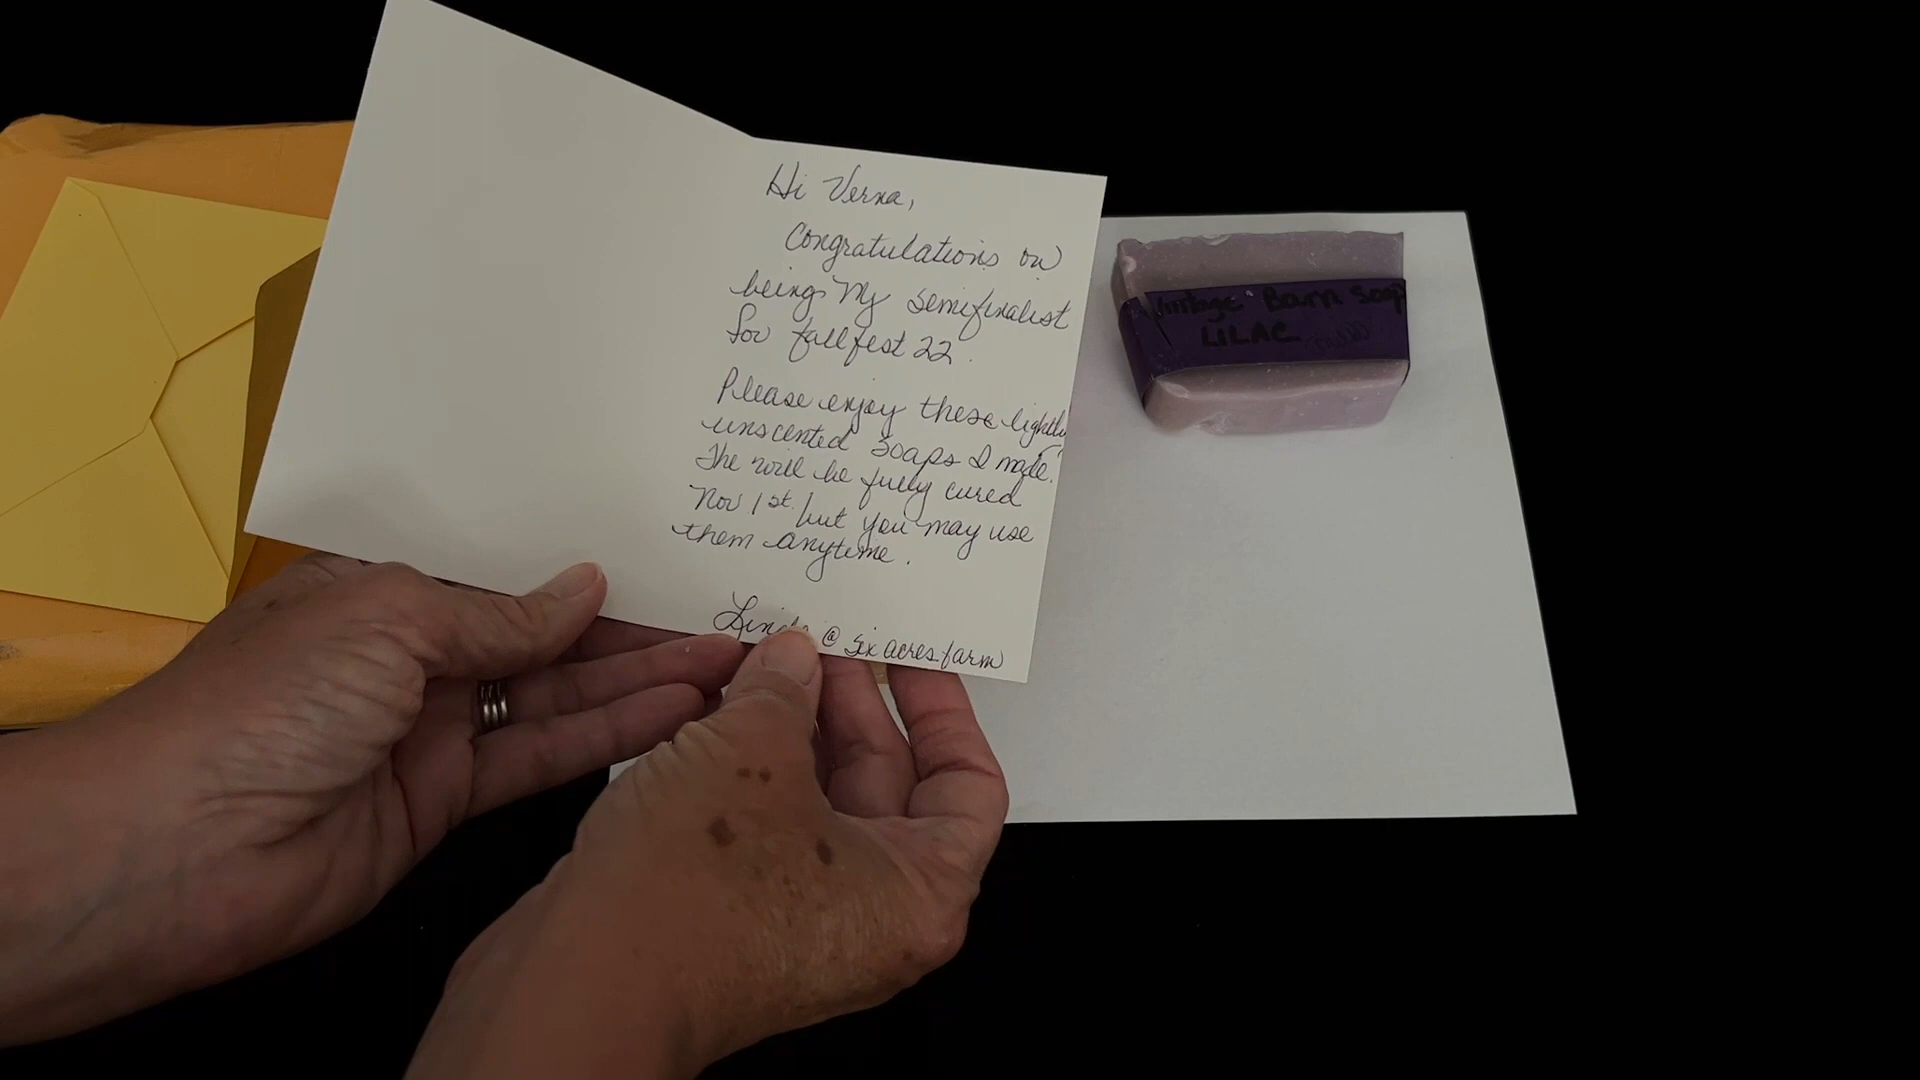 Hi Verna,
Congratulations on
being My semifinalist
for fallfest 22.
Please enjoy these lightly
unscented soaps I made.
The will be fully cured
Nov 1st. but you may use
them anytime.
Linda @ six acres farm
Vintage Barn Soap
LILAC